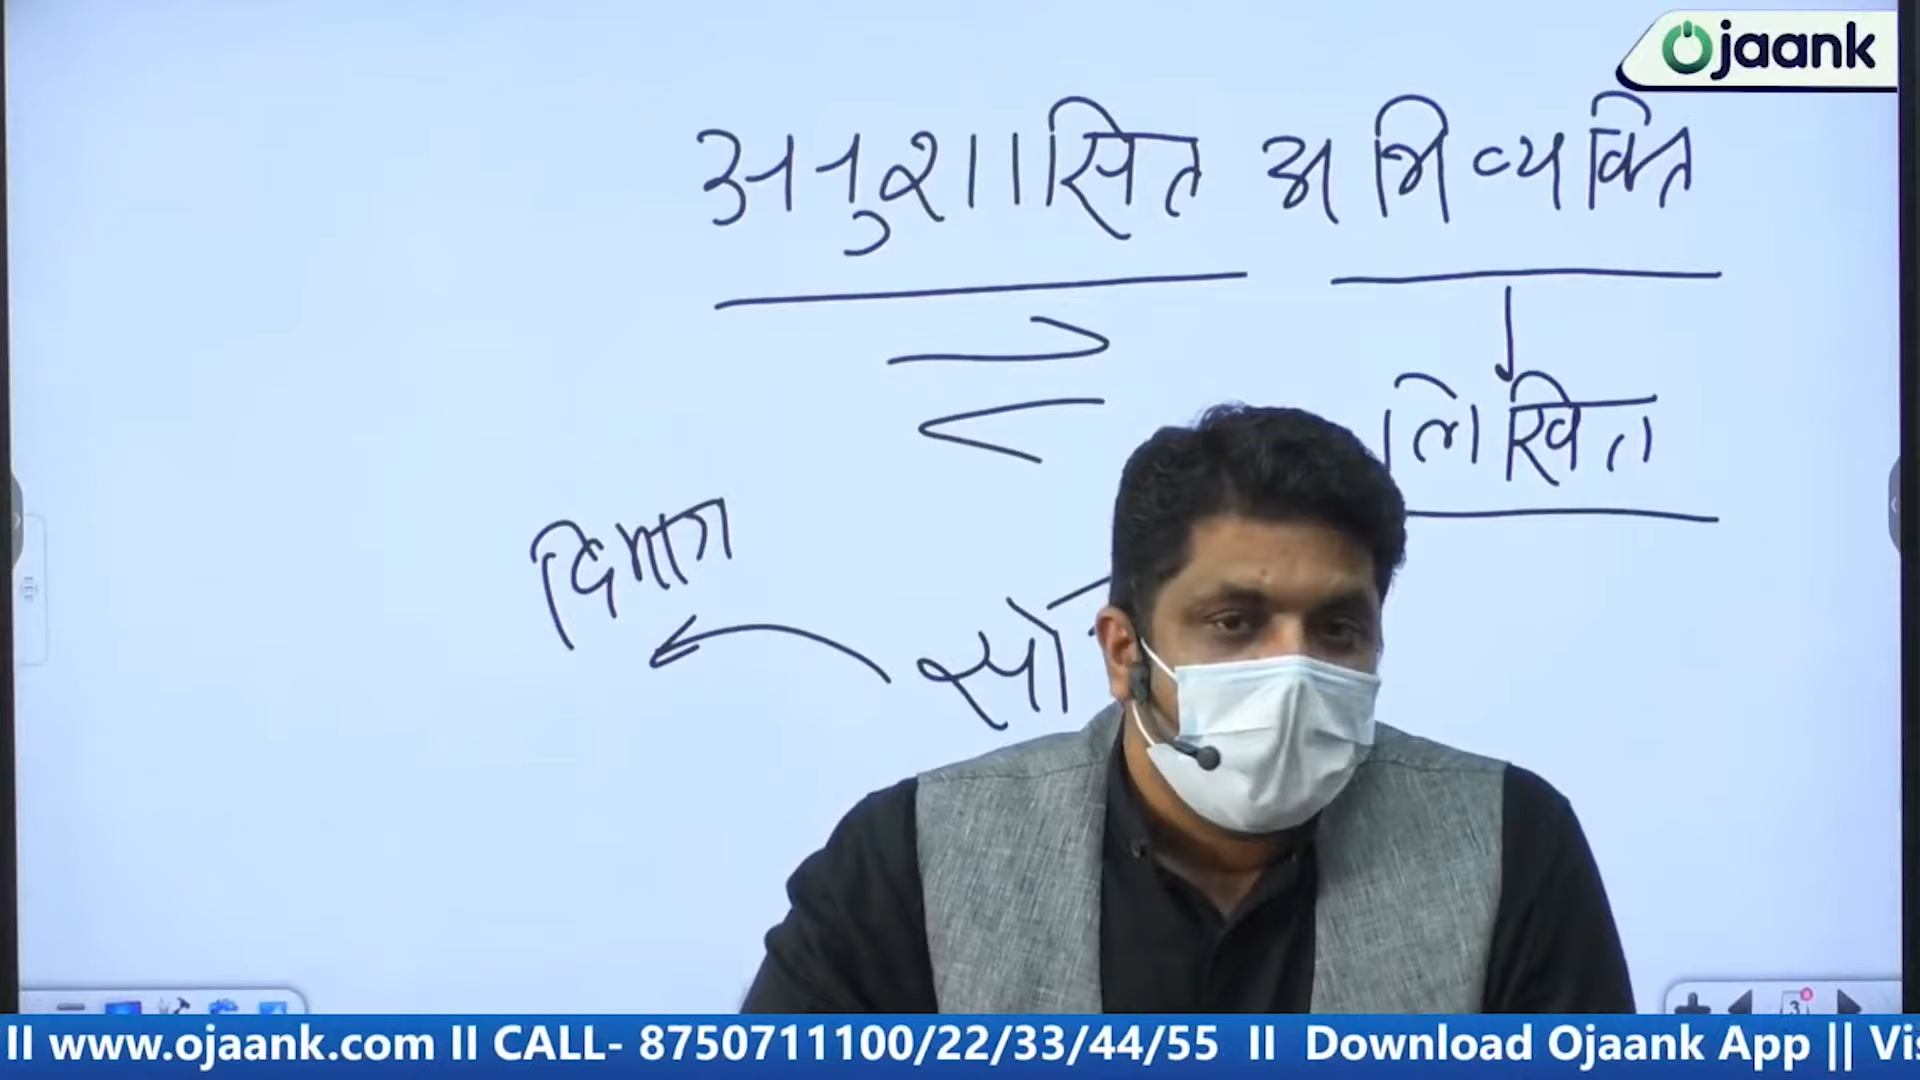 Ojaank
अनुशासित अभिव्यक्ति
लिखित
दिमाग
II www.ojaank.com II CALL- 8750711100/22/33/44/55 II Download Ojaank App || Vis